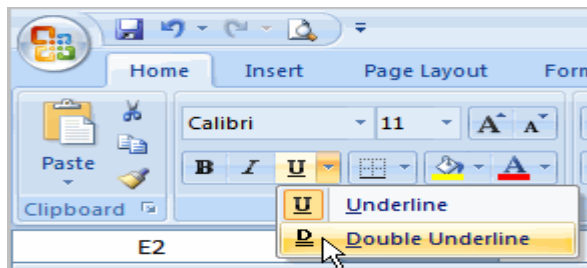 Home Insert Page Layout Form
Calibri 11 A A
Paste B I U A
U Underline
Clipboard
D Double Underline
E2